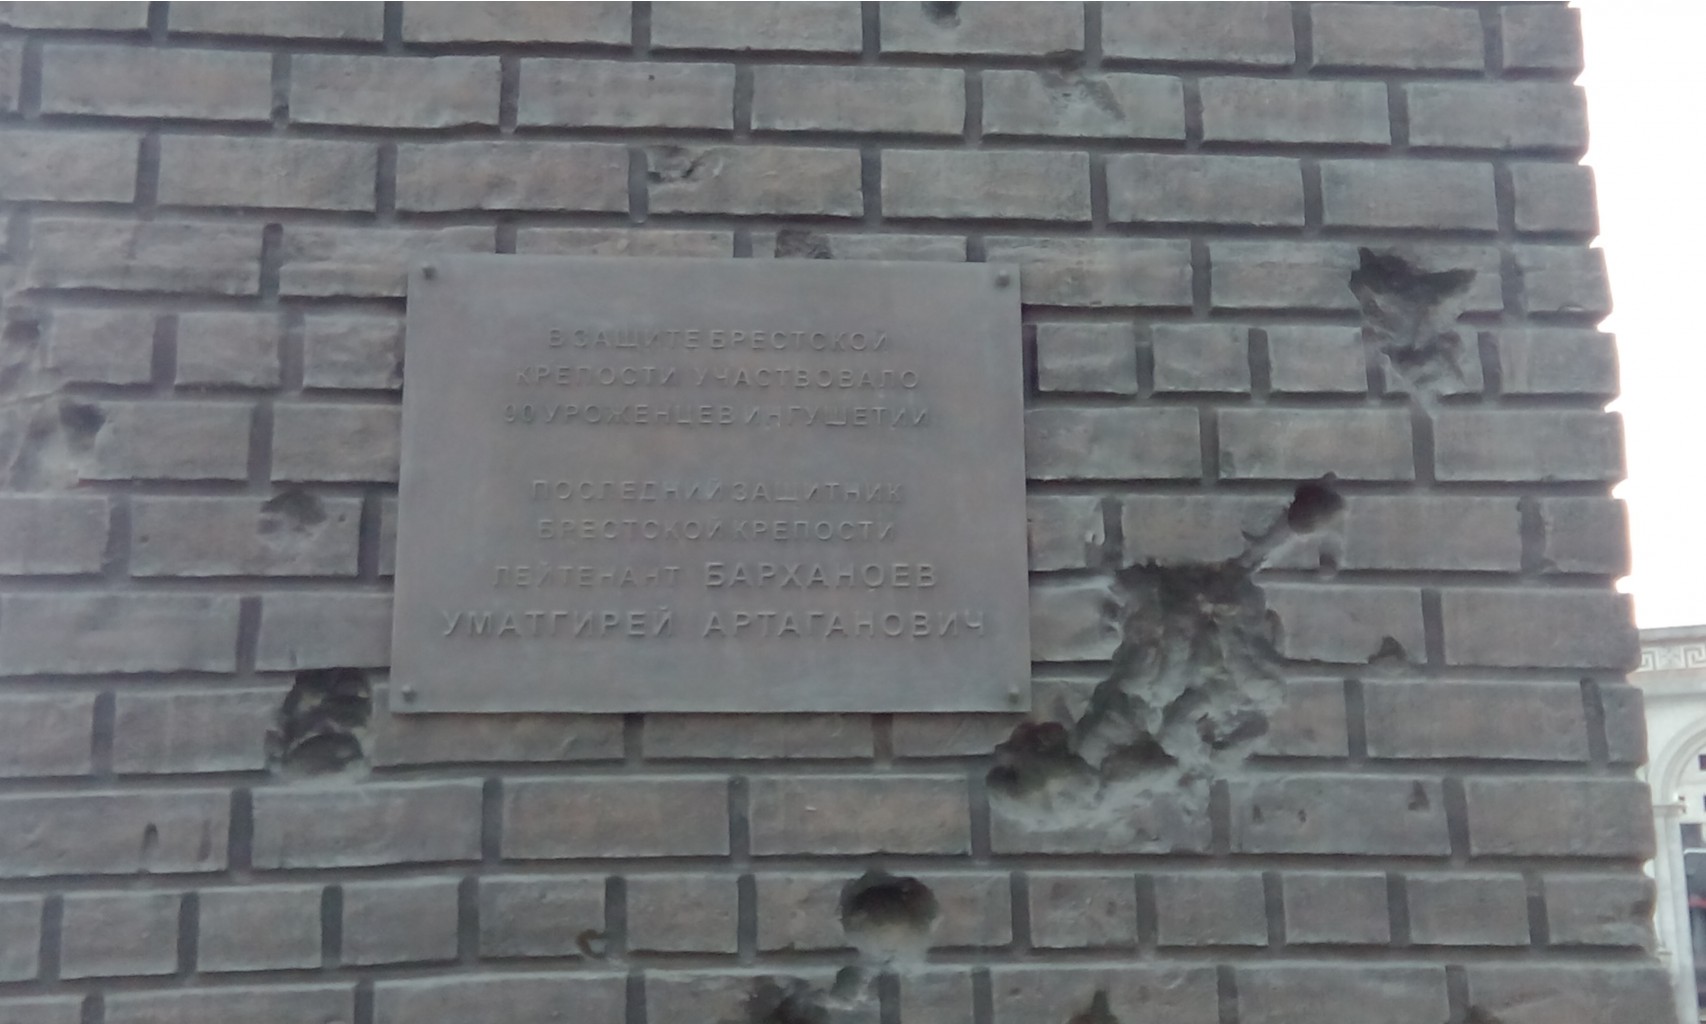 В ЗАЩИТЕ БРЕСТСКОЙ
КРЕПОСТИ УЧАСТВОВАЛО
90 УРОЖЕНЦЕВ ИНГУШЕТИИ
ПОСЛЕДНИЙ ЗАЩИТНИК
БРЕСТСКОЙ КРЕПОСТИ
ЛЕЙТЕНАНТ БАРХАНОЕВ
УМАТГИРЕЙ АРТАГАНОВИЧ